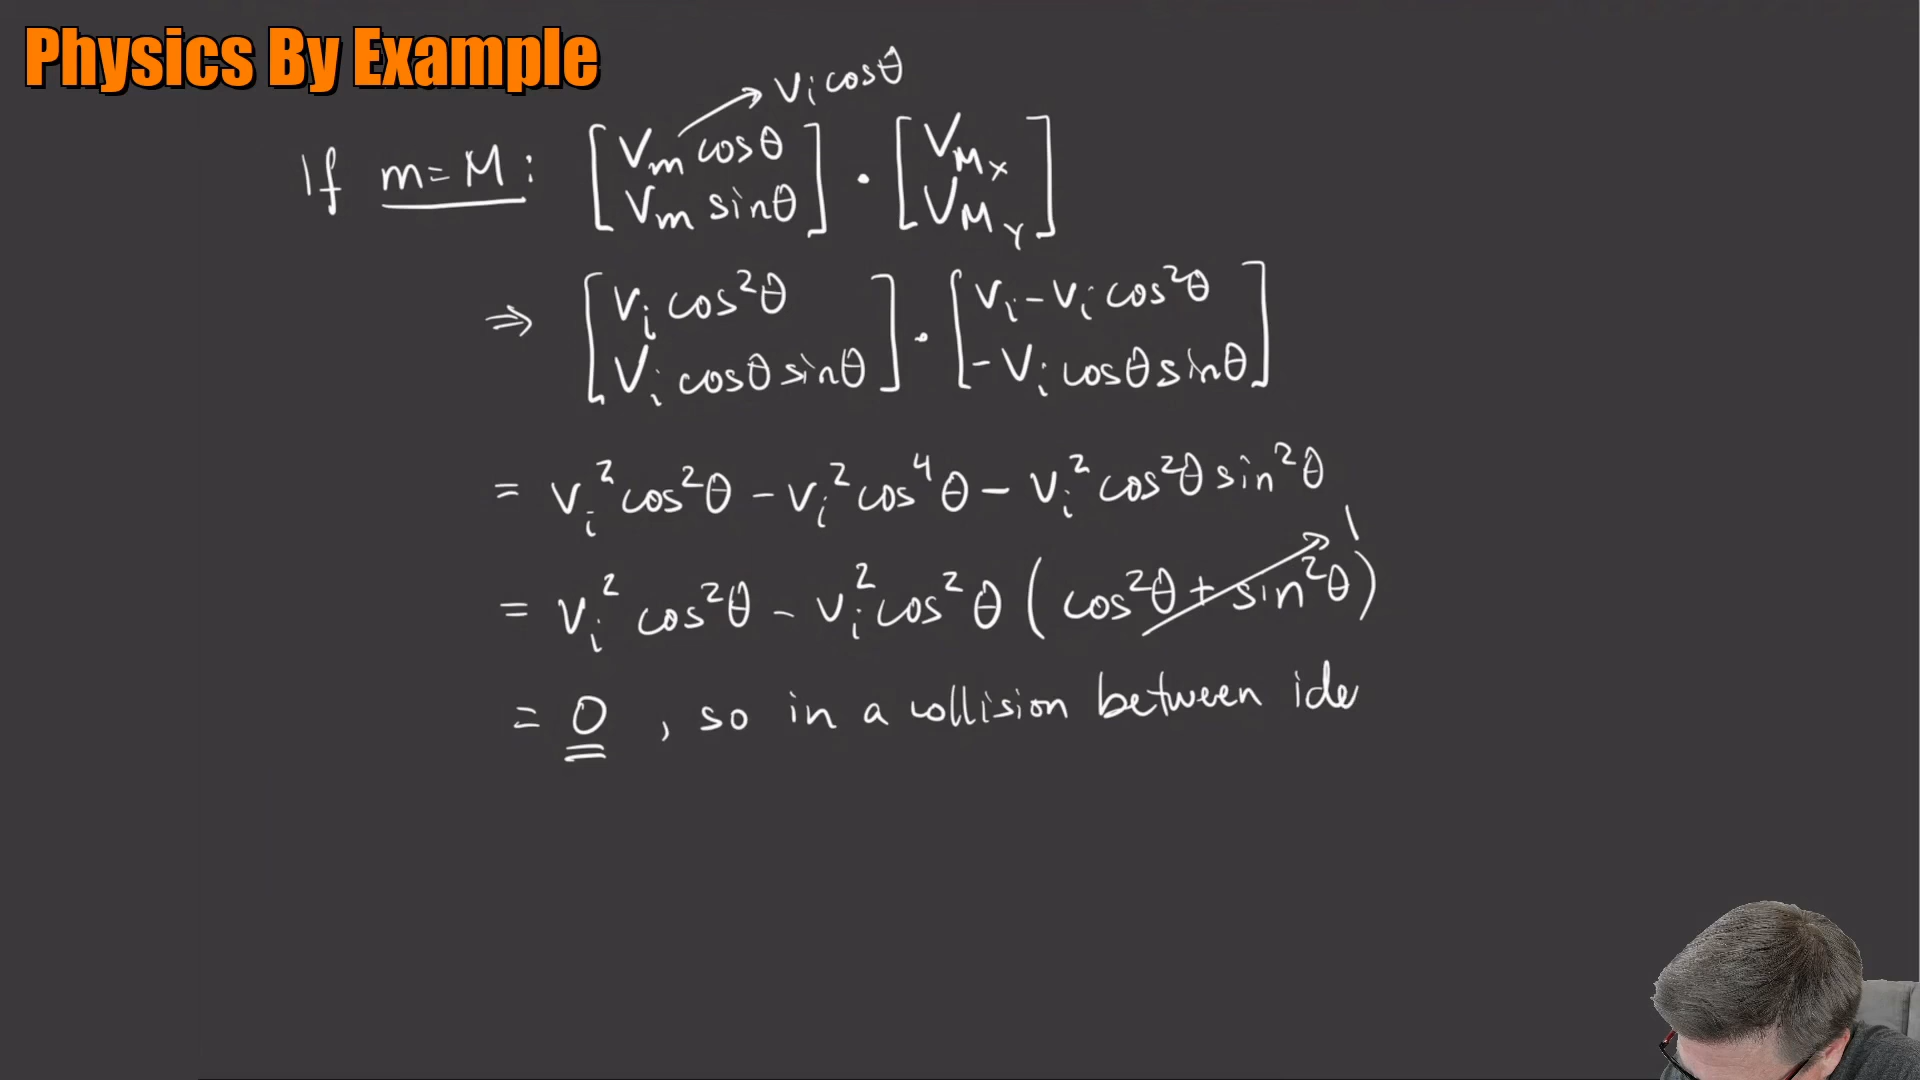 Physics By Example
vᵢ cosθ
If m = M : [Vₘ cosθ Vₘ sinθ] · [V_Mx V_My]
⇒ [vᵢ cos²θ vᵢ cosθ sinθ] · [vᵢ - vᵢ cos²θ -vᵢ cosθ sinθ]
= vᵢ² cos²θ - vᵢ² cos⁴θ - vᵢ² cos²θ sin²θ
1
= vᵢ² cos²θ - vᵢ² cos²θ (cos²θ + sin²θ)
= 0 , so in a collision between ide